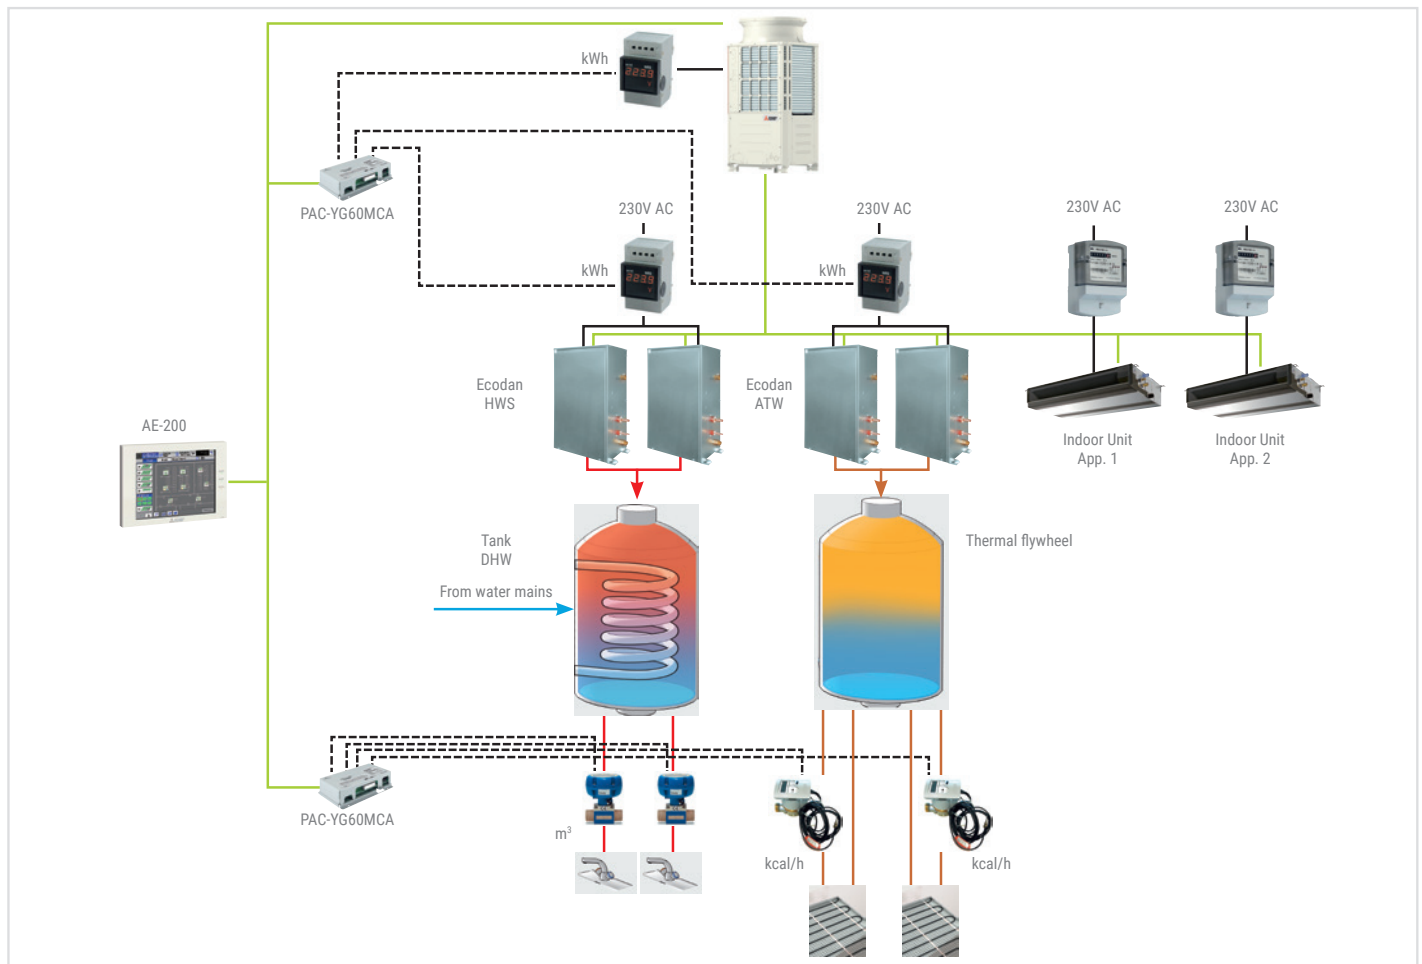 kWh
PAC-YG60MCA
230V AC
230V AC
230V AC
230V AC
kWh
kWh
Ecodan
HWS
Ecodan
ATW
AE-200
Indoor Unit
App. 1
Indoor Unit
App. 2
Tank
DHW
Thermal flywheel
From water mains
PAC-YG60MCA
m³
kcal/h
kcal/h